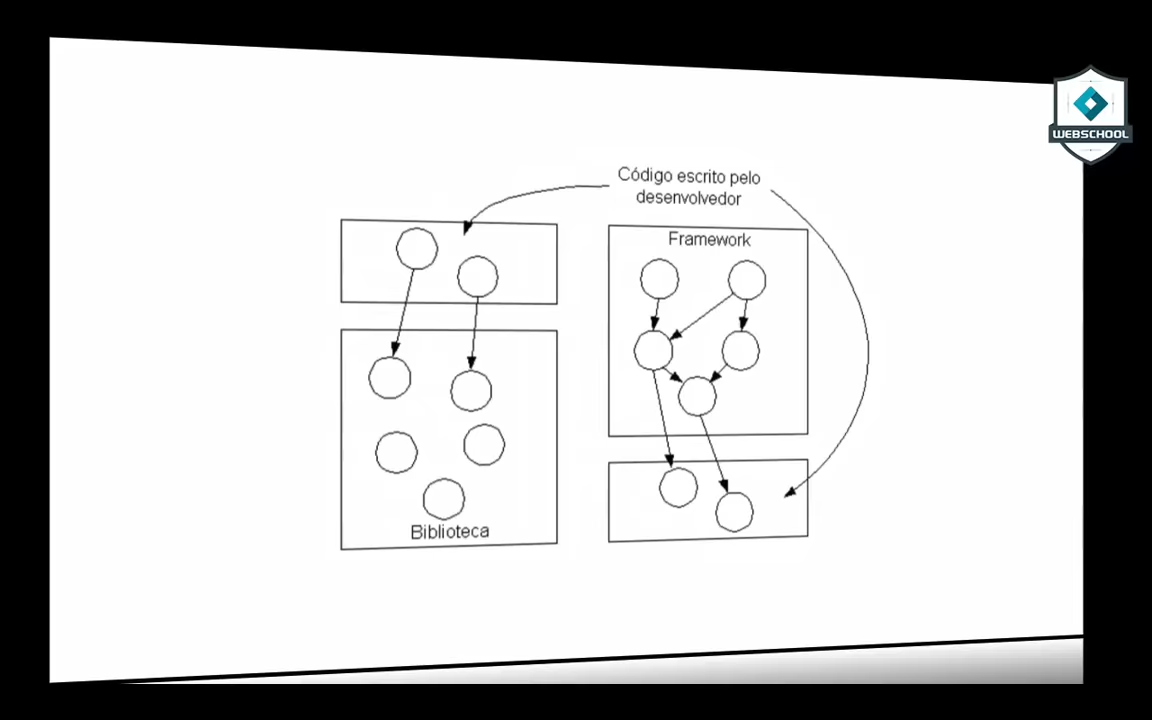 WEBSCHOOL
Código escrito pelo
desenvolvedor
Framework
Biblioteca